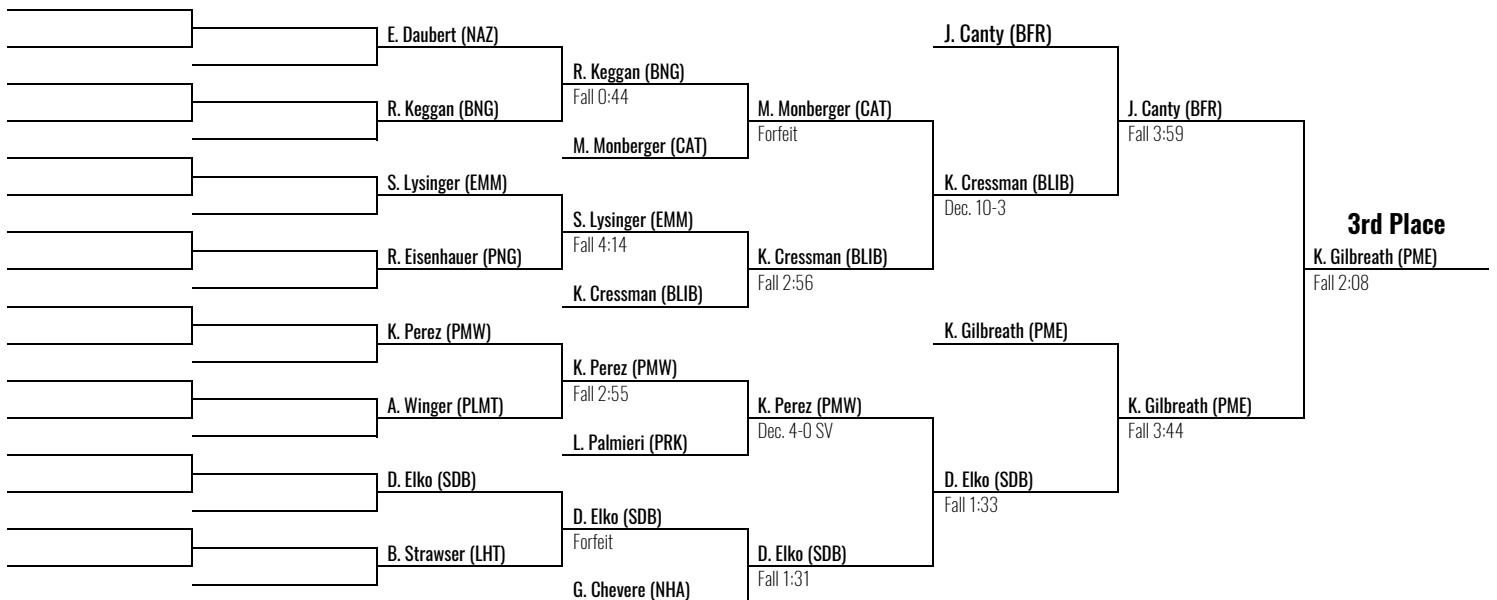 E. Daubert (NAZ)
R. Keggan (BNG)
S. Lysinger (EMM)
R. Eisenhauer (PNG)
K. Perez (PMW)
A. Winger (PLMT)
D. Elko (SDB)
B. Strawser (LHT)
R. Keggan (BNG)
Fall 0:44
M. Monberger (CAT)
S. Lysinger (EMM)
Fall 4:14
K. Cressman (BLIB)
K. Perez (PMW)
Fall 2:55
L. Palmieri (PRK)
D. Elko (SDB)
Forfeit
G. Chevere (NHA)
M. Monberger (CAT)
Forfeit
K. Cressman (BLIB)
Fall 2:56
K. Perez (PMW)
Dec. 4-0 SV
D. Elko (SDB)
Fall 1:31
J. Canty (BFR)
K. Cressman (BLIB)
Dec. 10-3
K. Gilbreath (PME)
D. Elko (SDB)
Fall 1:33
J. Canty (BFR)
Fall 3:59
K. Gilbreath (PME)
Fall 3:44
3rd Place
K. Gilbreath (PME)
Fall 2:08